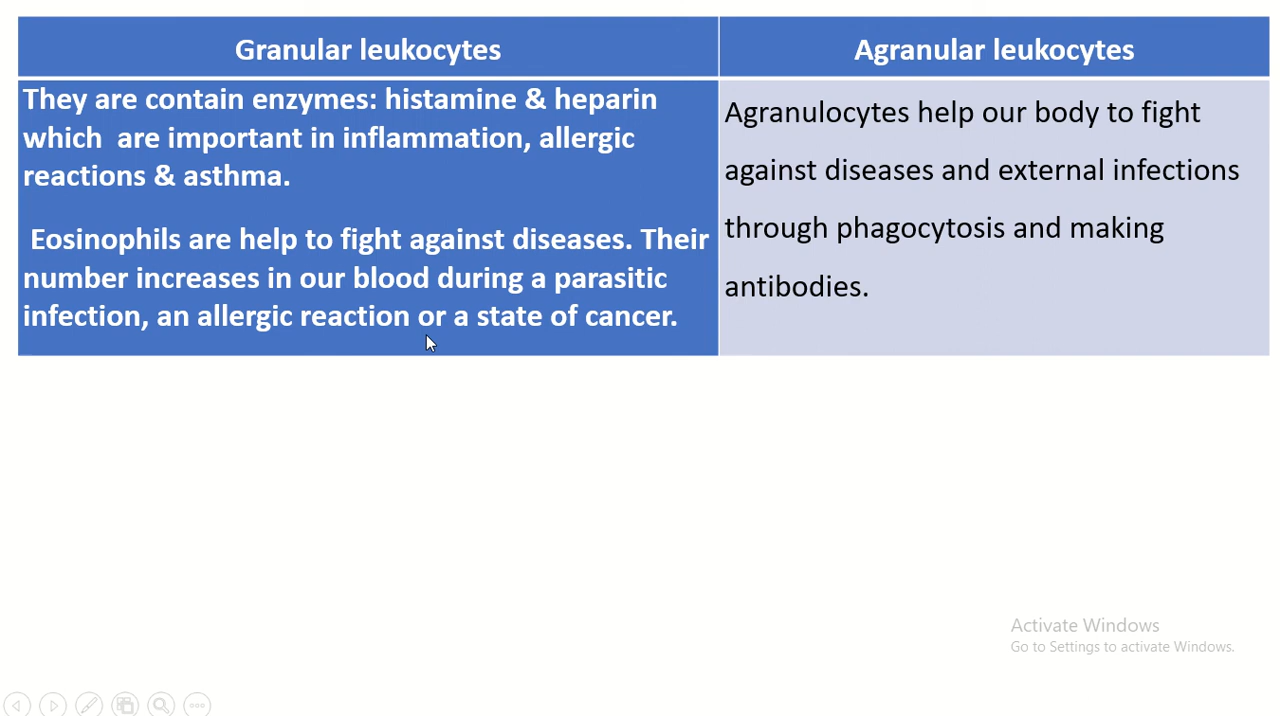 Granular leukocytes
Agranular leukocytes
They are contain enzymes: histamine & heparin
which  are important in inflammation, allergic
reactions & asthma.
Eosinophils are help to fight against diseases. Their
number increases in our blood during a parasitic
infection, an allergic reaction or a state of cancer.
Agranulocytes help our body to fight
against diseases and external infections
through phagocytosis and making
antibodies.
Activate Windows
Go to Settings to activate Windows.